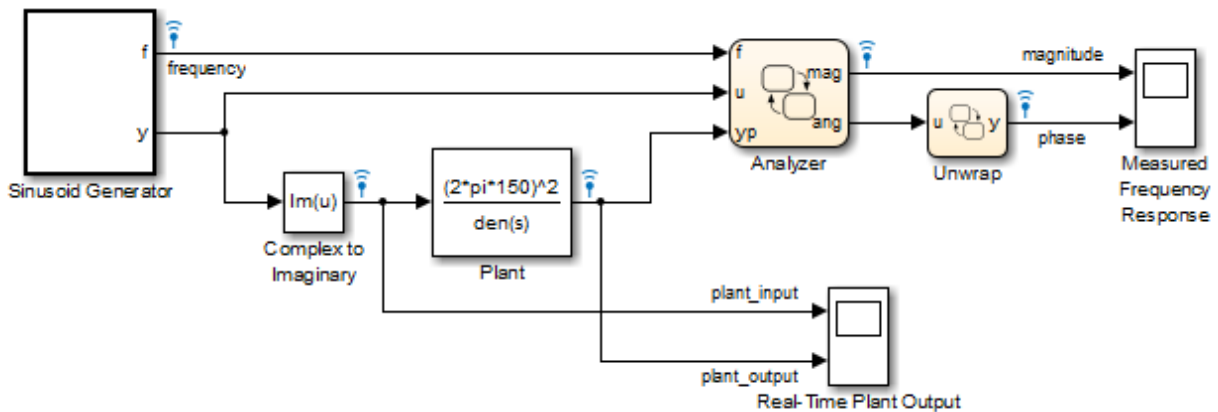 f
frequency
y
Sinusoid Generator
Im(u)
Complex to
Imaginary
(2*pi*150)^2
den(s)
Plant
f
u
yp
mag
ang
Analyzer
u
y
Unwrap
magnitude
phase
Measured
Frequency
Response
plant_input
plant_output
Real-Time Plant Output